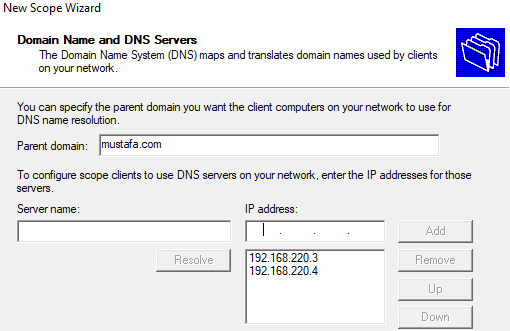 New Scope Wizard
Domain Name and DNS Servers
The Domain Name System (DNS) maps and translates domain names used by clients
on your network.
You can specify the parent domain you want the client computers on your network to use for
DNS name resolution.
Parent domain: mustafa.com
To configure scope clients to use DNS servers on your network, enter the IP addresses for those
servers.
Server name: IP address:
. . . Add
Resolve 192.168.220.3 Remove
192.168.220.4
Up
Down